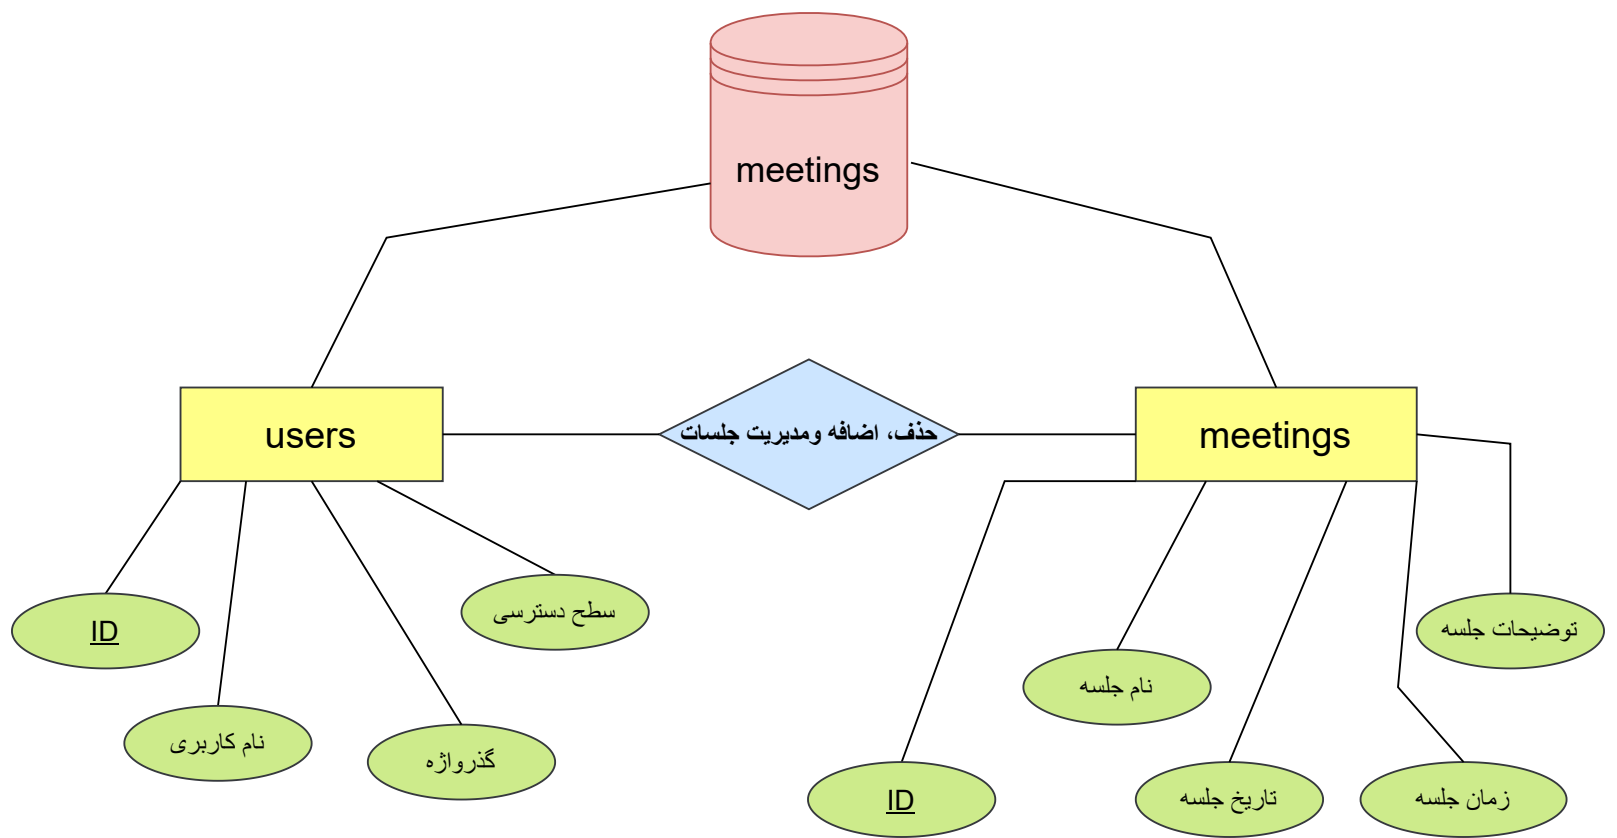 meetings
users
حذف، اضافه ومدیریت جلسات
meetings
سطح دسترسی
ID
توضیحات جلسه
نام جلسه
نام کاربری
گذرواژه
ID
تاریخ جلسه
زمان جلسه